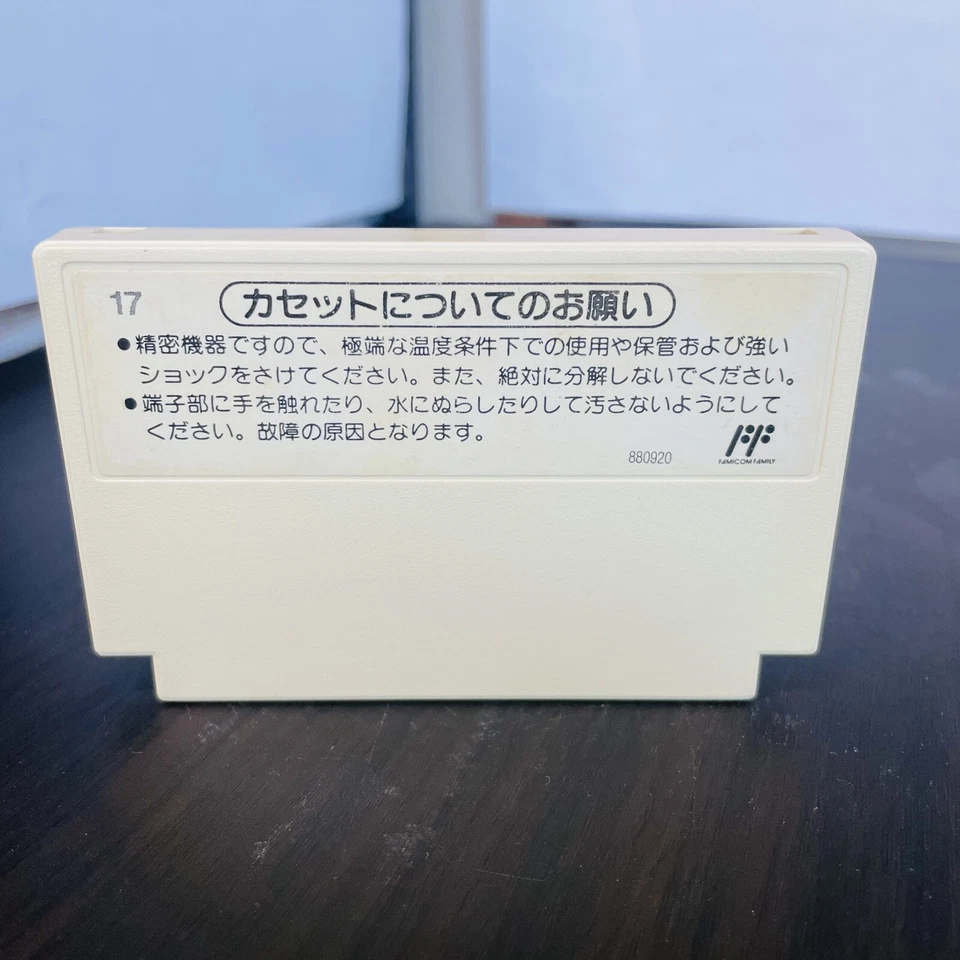 17
カセットについてのお願い
●精密機器ですので、極端な温度条件下での使用や保管および強い
ショックをさけてください。また、絶対に分解しないでください。
●端子部に手を触れたり、水にぬらしたりして汚さないようにして
ください。故障の原因となります。
880920
FAMICOM FAMILY